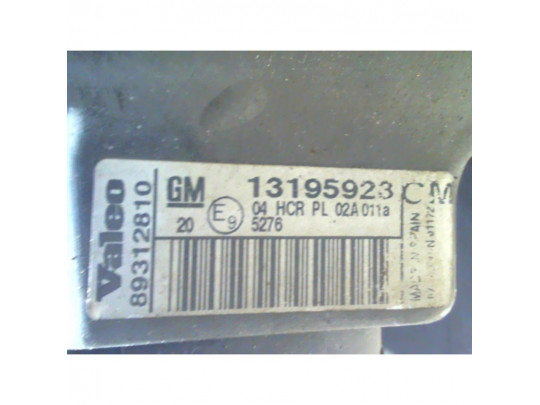 Valeo
89312810
GM 13195923 CM
20 E9 04 HCR PL 02A 011a
5276
MADE IN SPAIN